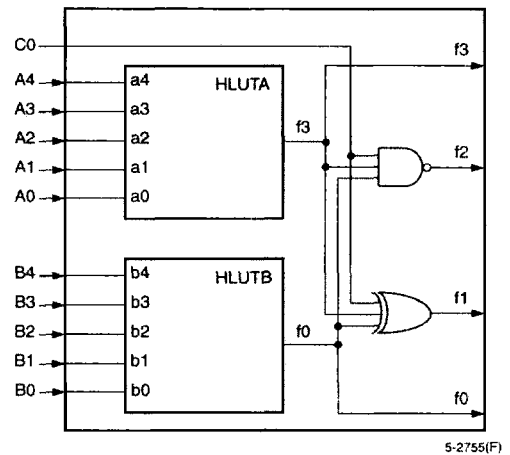 C0
f3
A4
a4
HLUTA
A3
a3
f3
A2
a2
f2
A1
a1
A0
a0
B4
b4
HLUTB
B3
b3
f0
f1
B2
b2
B1
b1
B0
b0
f0
5-2755(F)